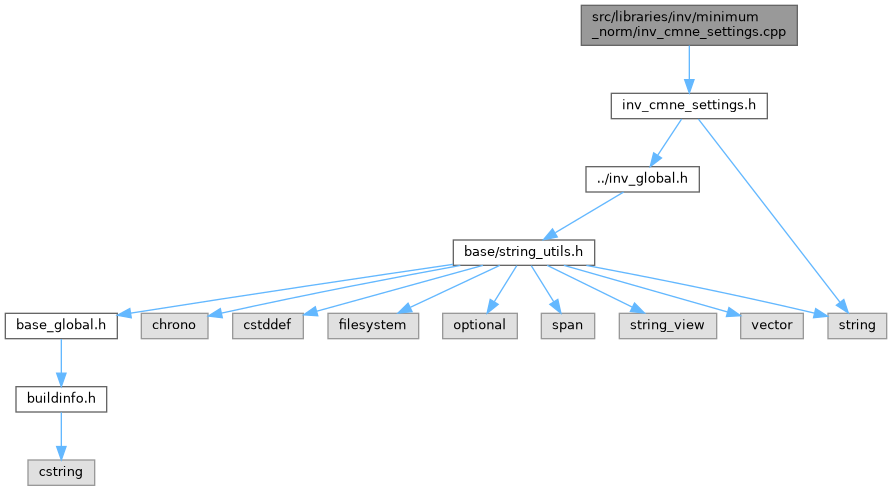 src/libraries/inv/minimum
_norm/inv_cmne_settings.cpp
inv_cmne_settings.h
../inv_global.h
base/string_utils.h
base_global.h
chrono
cstddef
filesystem
optional
span
string_view
vector
string
buildinfo.h
cstring